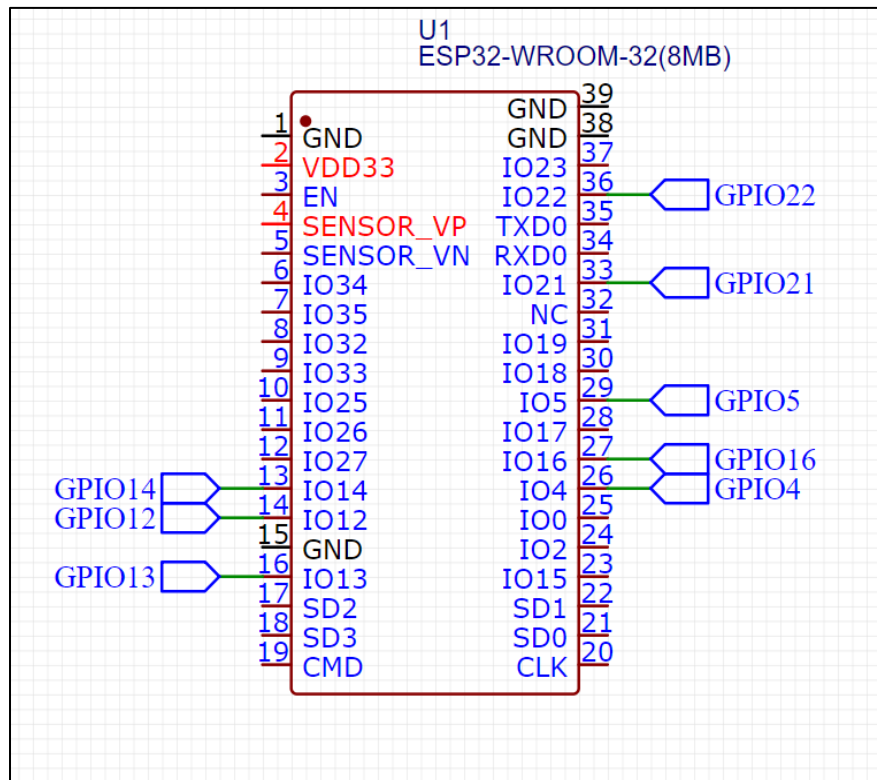 U1
ESP32-WROOM-32(8MB)
39
GND
38
1
GND
GND
37
2
VDD33
IO23
36
3
EN
IO22
GPIO22
35
4
SENSOR_VP
TXD0
34
5
SENSOR_VN
RXD0
33
6
IO34
IO21
GPIO21
32
7
IO35
NC
31
8
IO32
IO19
30
9
IO33
IO18
29
10
IO25
IO5
GPIO5
28
11
IO26
IO17
27
12
IO27
IO16
GPIO16
26
GPIO14
13
IO14
IO4
GPIO4
25
GPIO12
14
IO12
IO0
24
15
GND
IO2
23
GPIO13
16
IO13
IO15
22
17
SD2
SD1
21
18
SD3
SD0
20
19
CMD
CLK